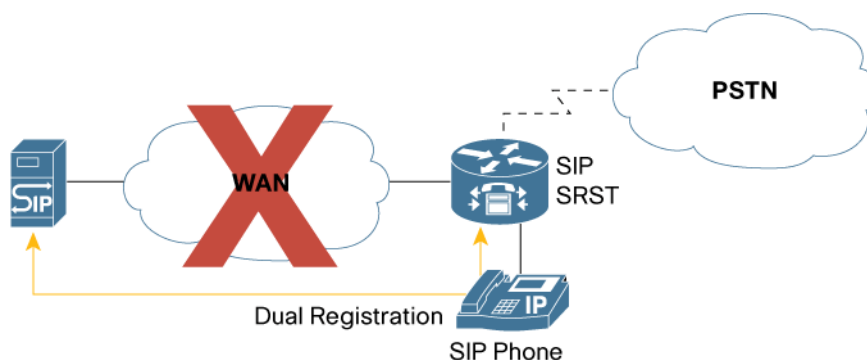 PSTN
WAN
SIP
SIP
SRST
Dual Registration
IP
SIP Phone